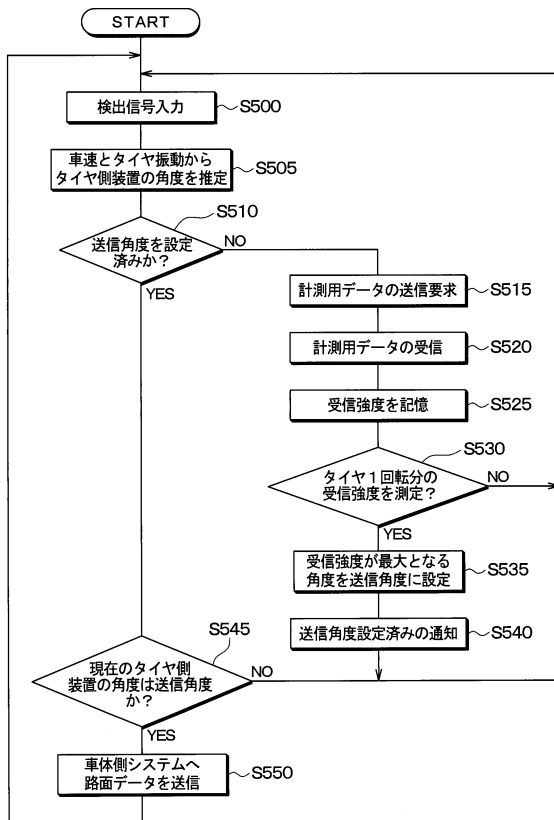 START
検出信号入力
S500
車速とタイヤ振動から
タイヤ側装置の角度を推定
S505
送信角度を設定
済みか?
S510
NO
YES
計測用データの送信要求
S515
計測用データの受信
S520
受信強度を記憶
S525
タイヤ1回転分の
受信強度を測定?
S530
NO
YES
受信強度が最大となる
角度を送信角度に設定
S535
送信角度設定済みの通知
S540
現在のタイヤ側
装置の角度は送信角度
か?
S545
NO
YES
車体側システムへ
路面データを送信
S550